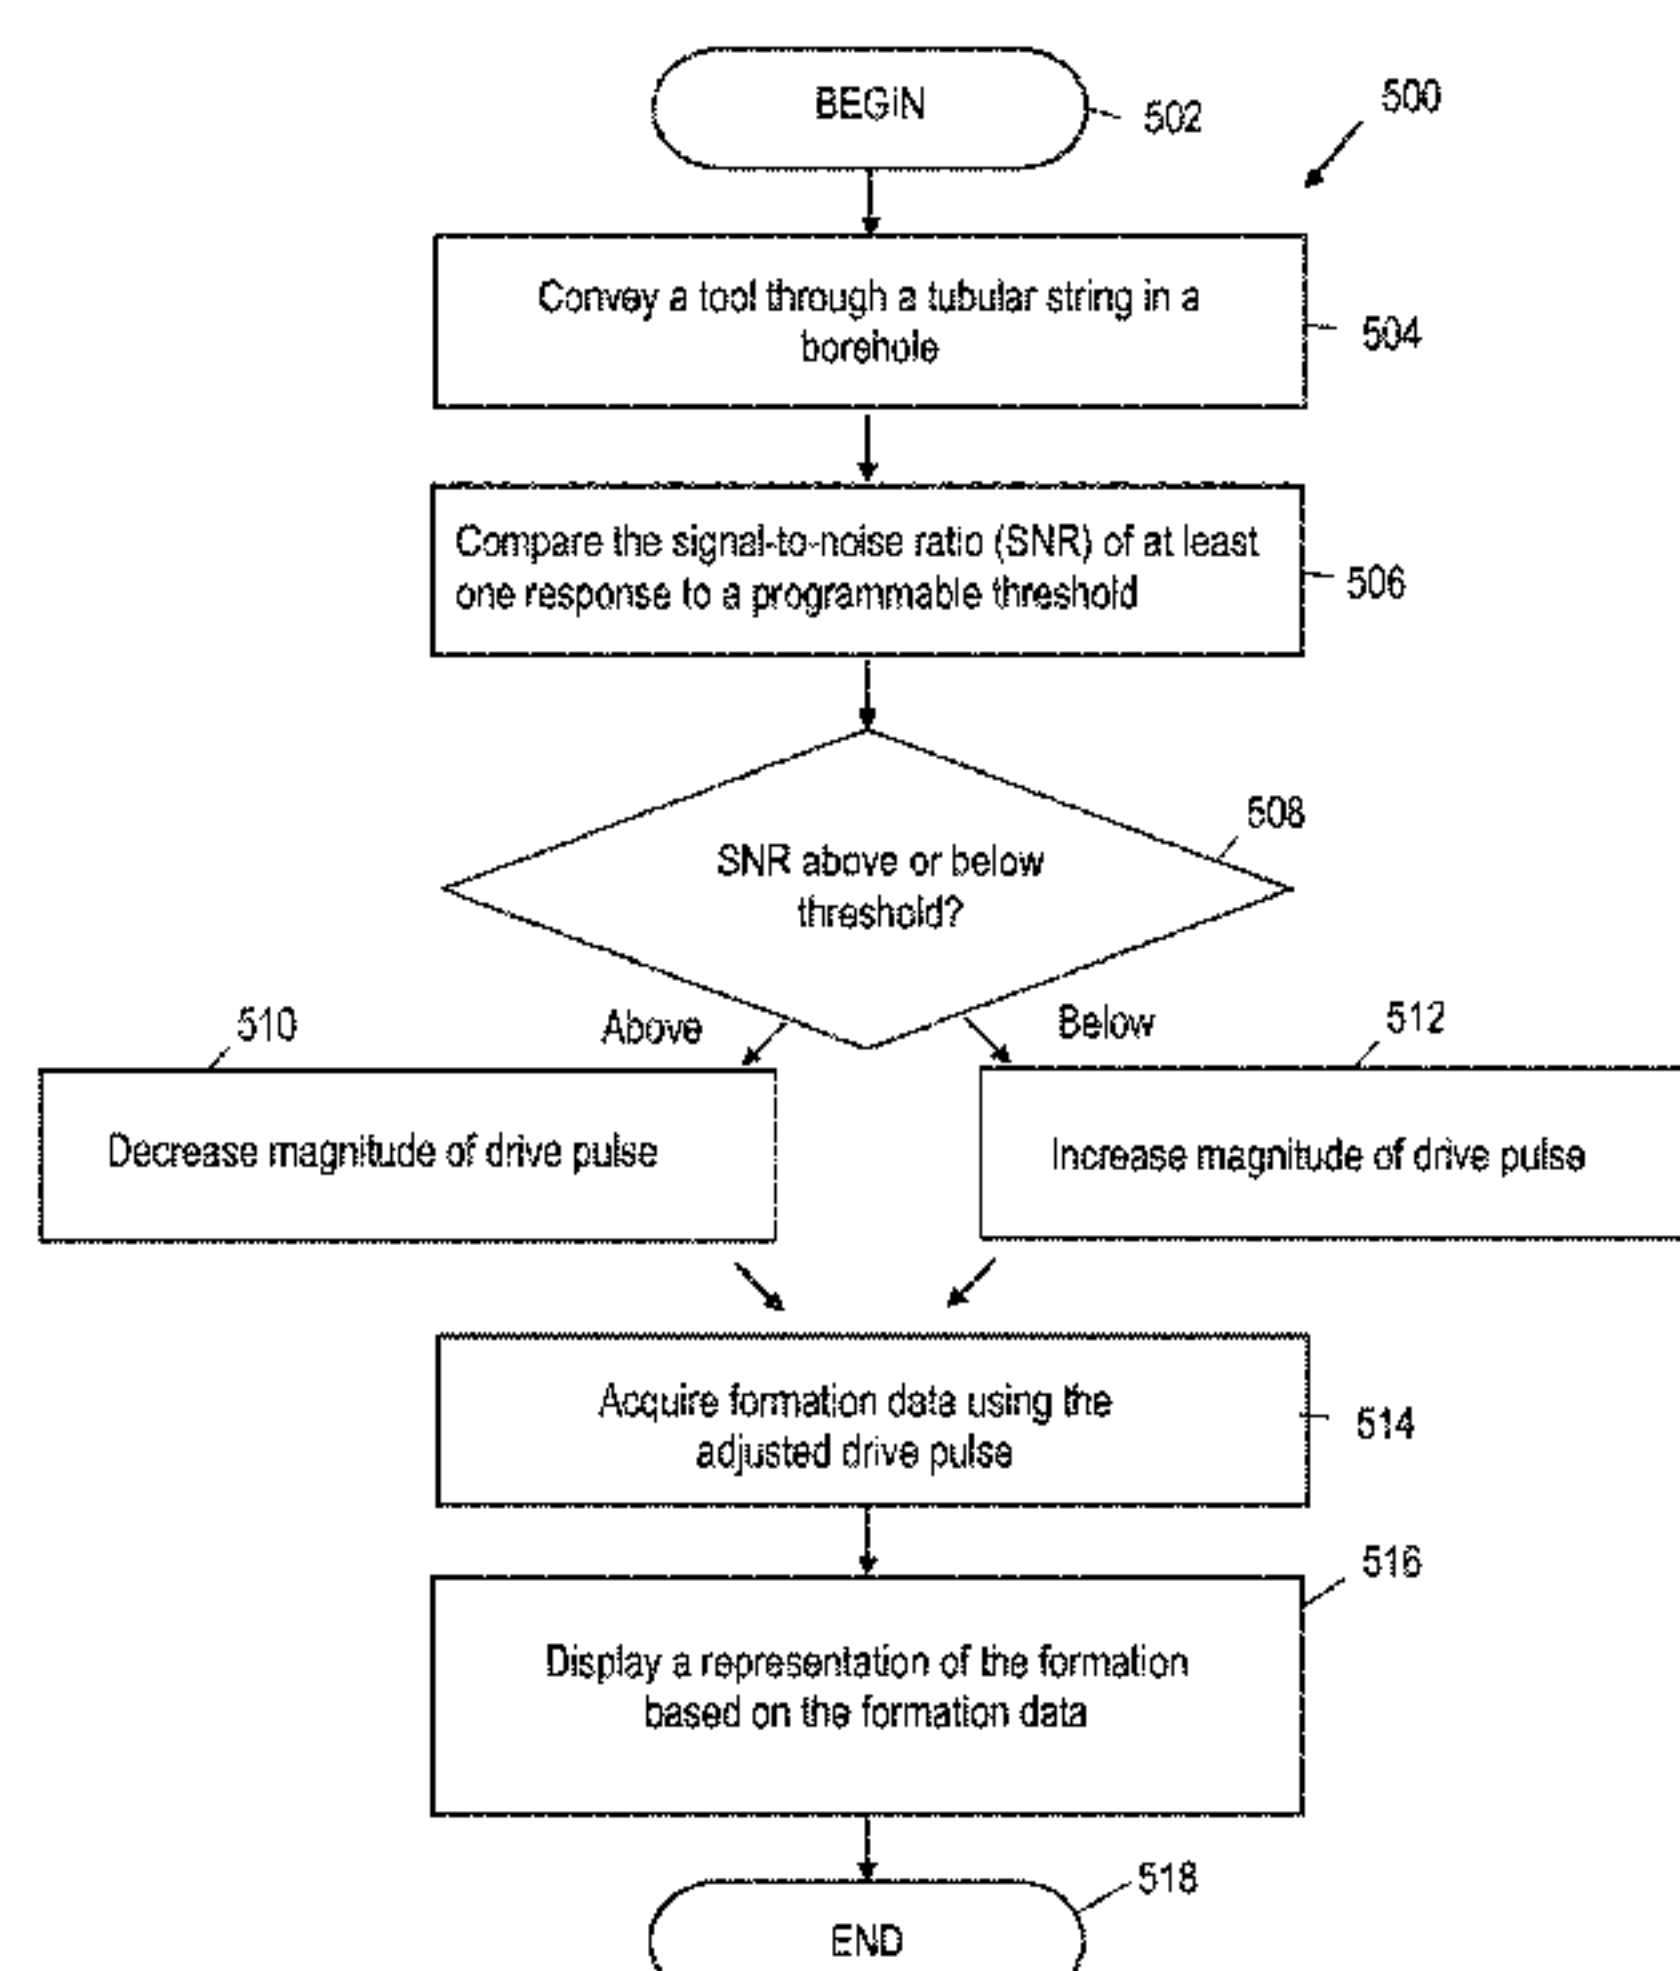 BEGIN
502
500
Convey a tool through a tubular string in a
borehole
504
Compare the signal-to-noise ratio (SNR) of at least
one response to a programmable threshold
506
508
SNR above or below
threshold?
510
Above
Below
512
Decrease magnitude of drive pulse
Increase magnitude of drive pulse
Acquire formation data using the
adjusted drive pulse
514
516
Display a representation of the formation
based on the formation data
518
END